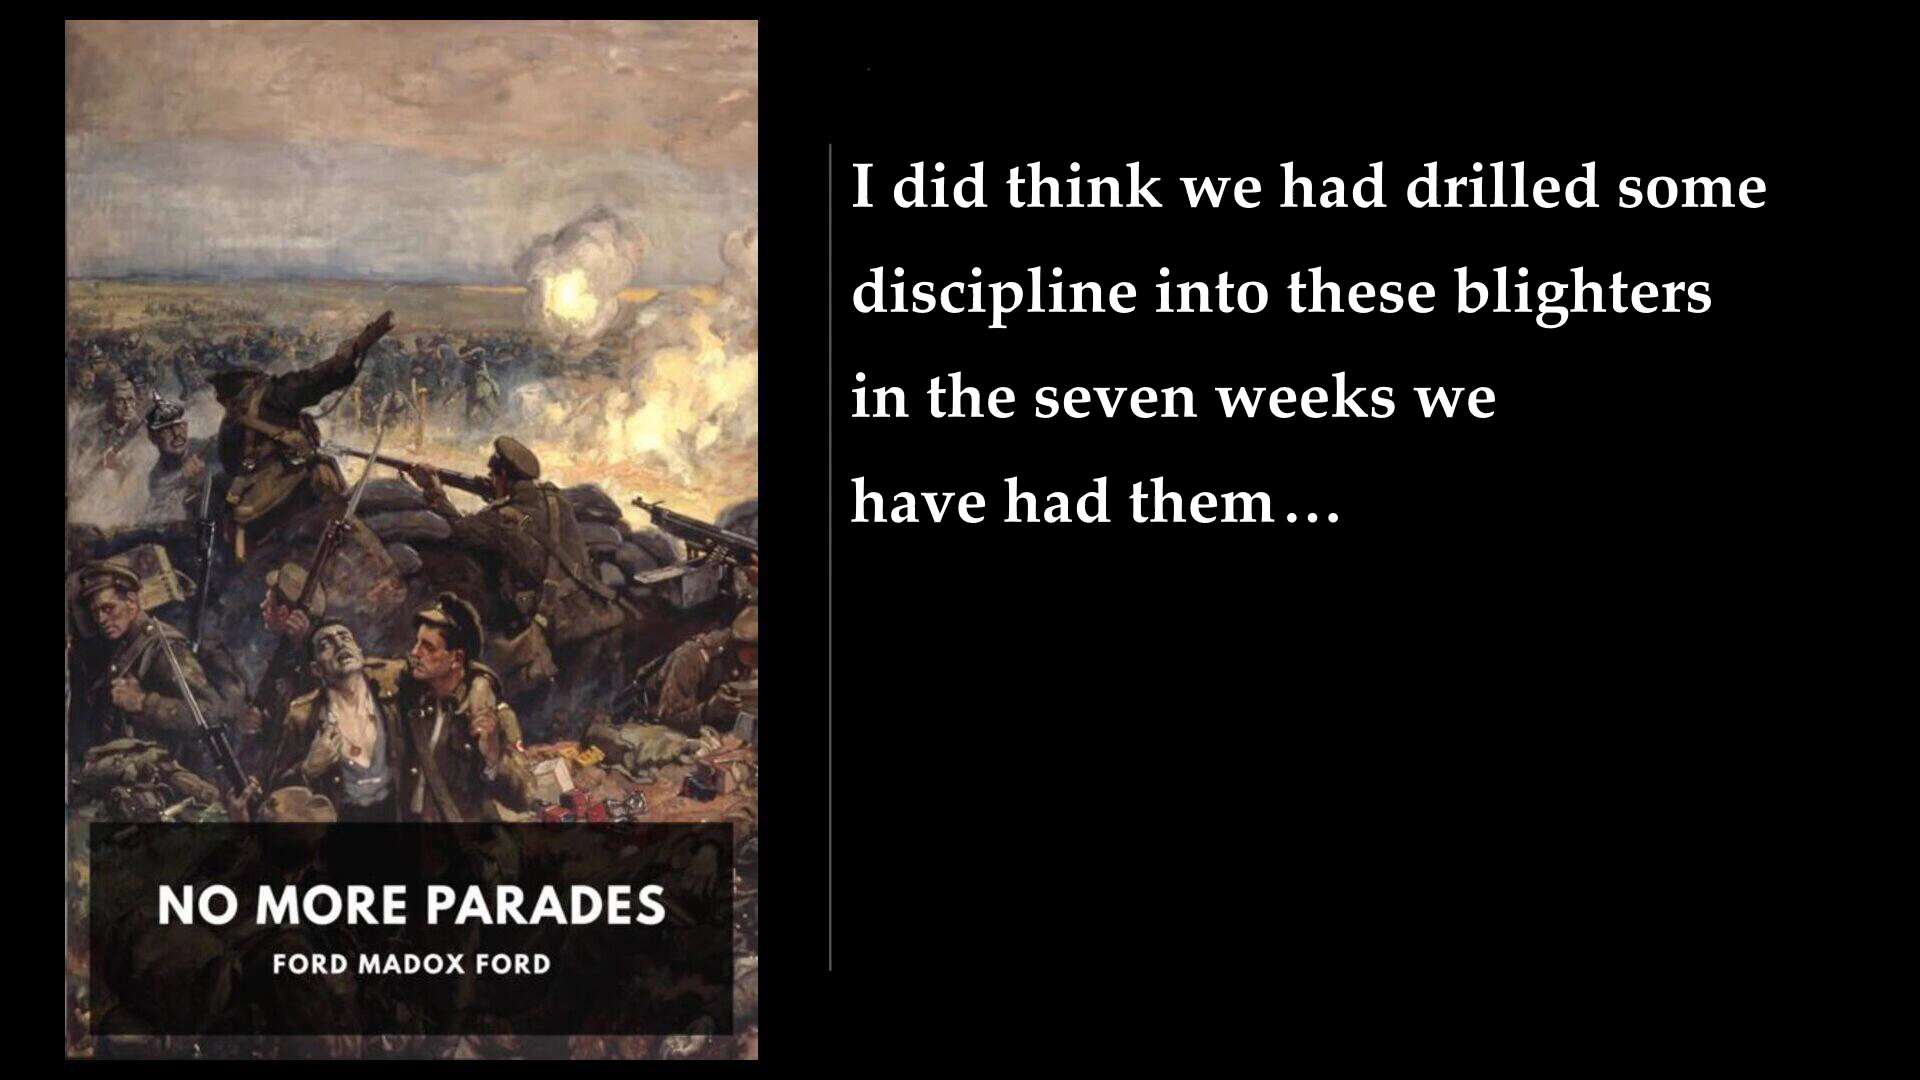 I did think we had drilled some
discipline into these blighters
in the seven weeks we
have had them…
NO MORE PARADES
FORD MADOX FORD